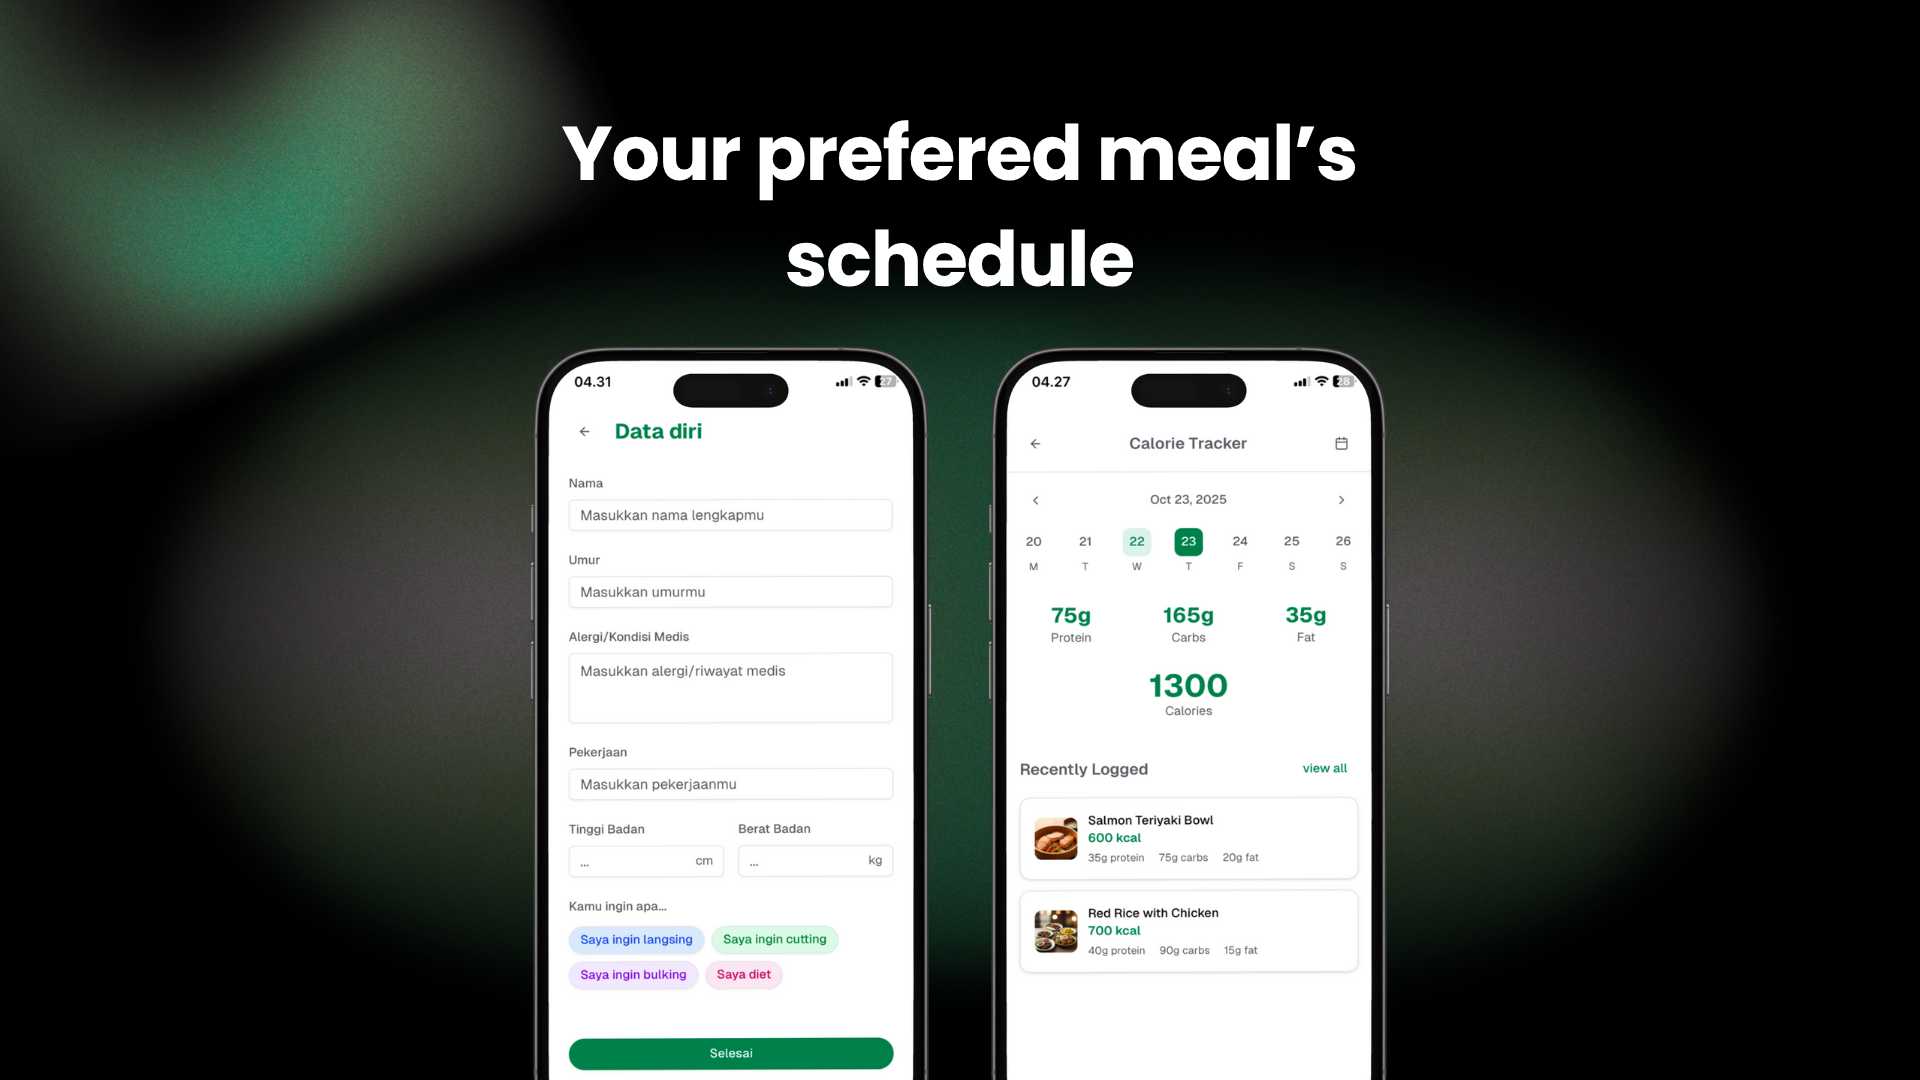 Your prefered meal’s
schedule
04.31
27
Data diri
Nama
Masukkan nama lengkapmu
Umur
Masukkan umurmu
Alergi/Kondisi Medis
Masukkan alergi/riwayat medis
Pekerjaan
Masukkan pekerjaanmu
Tinggi Badan Berat Badan
... cm ... kg
Kamu ingin apa...
Saya ingin langsing Saya ingin cutting
Saya ingin bulking Saya diet
Selesai
04.27
28
Calorie Tracker
Oct 23, 2025
20 21 22 23 24 25 26
M T W T F S S
75g 165g 35g
Protein Carbs Fat
1300
Calories
Recently Logged view all
Salmon Teriyaki Bowl
600 kcal
35g protein 75g carbs 20g fat
Red Rice with Chicken
700 kcal
40g protein 90g carbs 15g fat